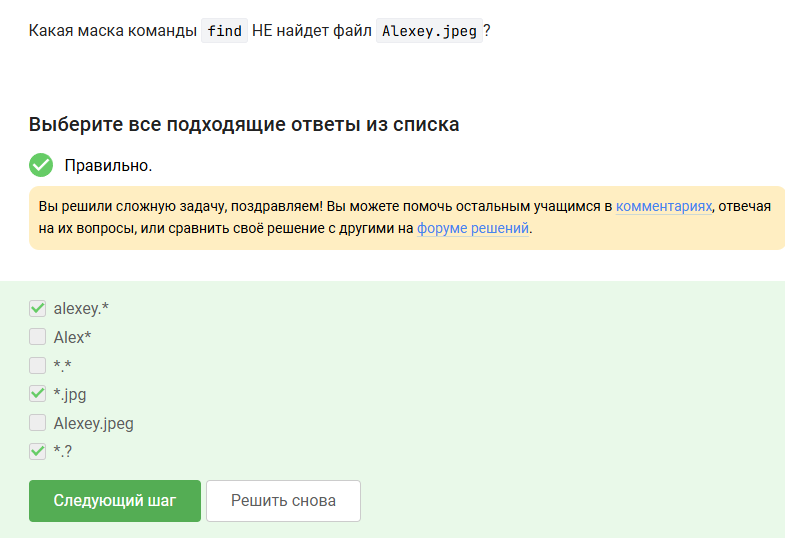 Какая маска команды find НЕ найдет файл Alexey.jpeg?
Выберите все подходящие ответы из списка
Правильно.
Вы решили сложную задачу, поздравляем! Вы можете помочь остальным учащимся в комментариях, отвечая
на их вопросы, или сравнить своё решение с другими на форуме решений.
alexey.*
Alex*
*.*
*.jpg
Alexey.jpeg
*.?
Следующий шаг Решить снова